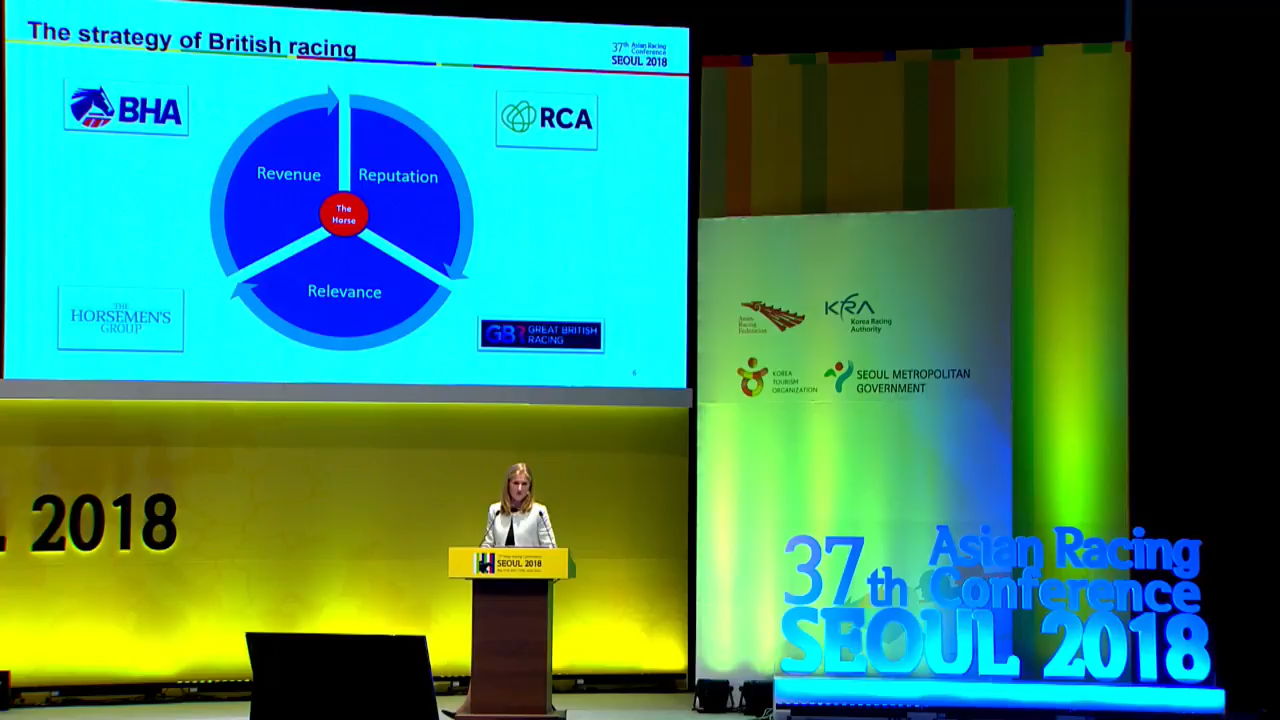 The strategy of British racing
37th Asian Racing
Conference
SEOUL 2018
BHA
RCA
Revenue
Reputation
The
Horse
Relevance
THE
HORSEMEN'S
GROUP
GBR GREAT BRITISH
RACING
6
Asian
Racing
Federation
KRA
Korea Racing
Authority
KOREA
TOURISM
ORGANIZATION
SEOUL METROPOLITAN
GOVERNMENT
2018
SEOUL 2018
37th Asian Racing
Conference
SEOUL 2018